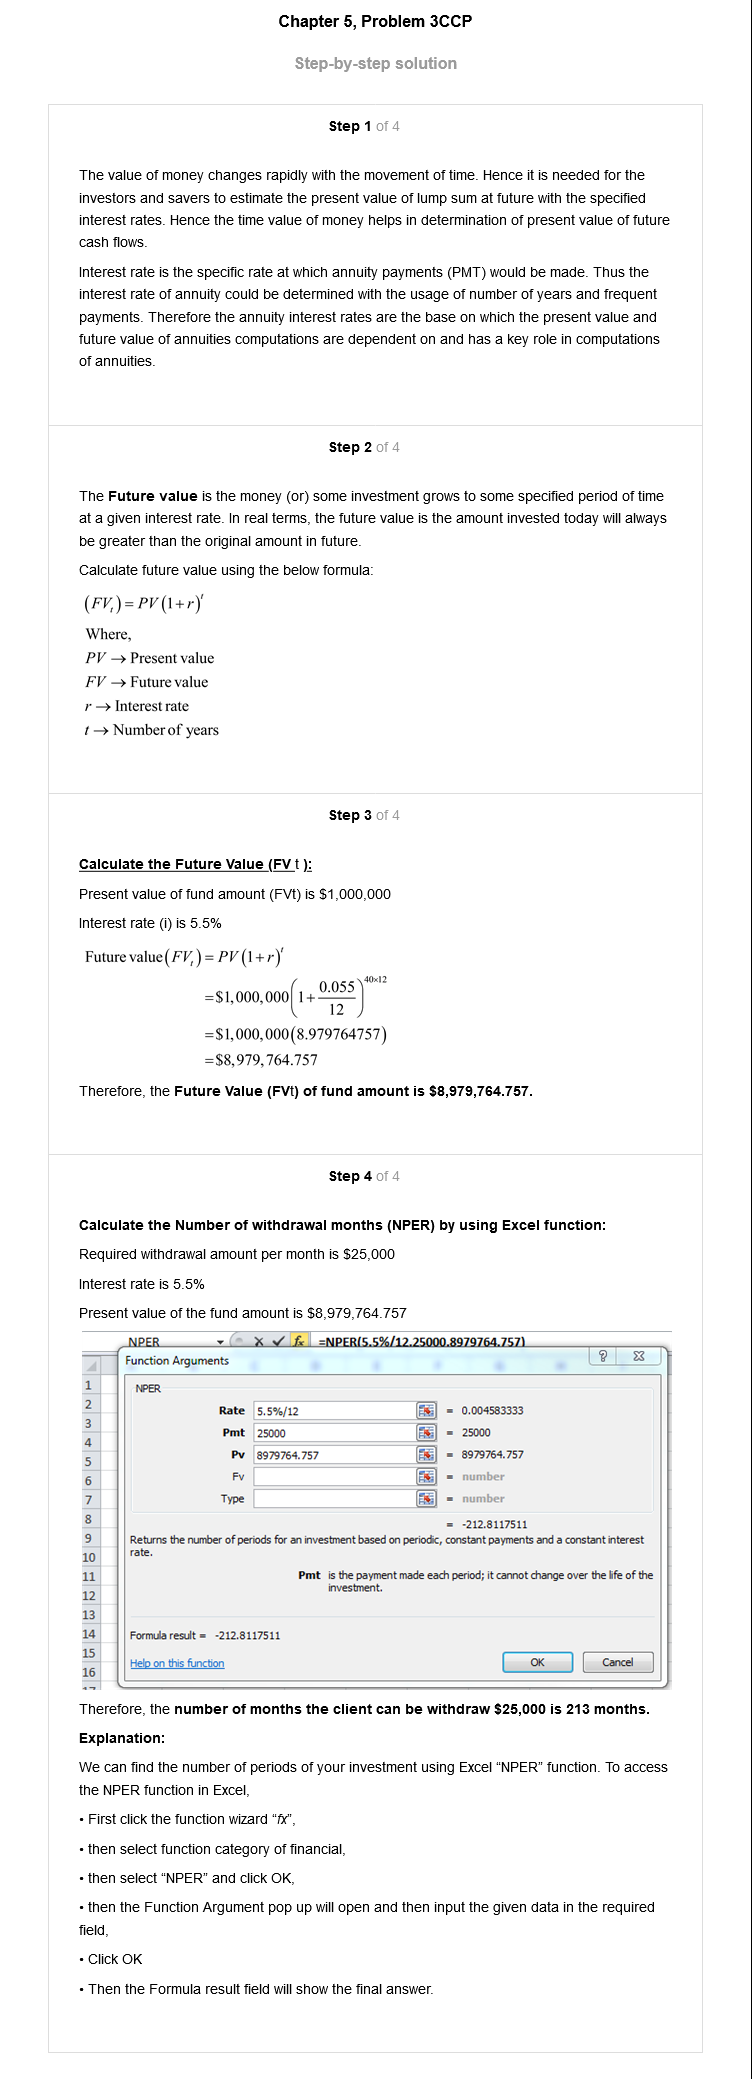 Chapter 5, Problem 3CCP
Step-by-step solution
Step 1 of 4
The value of money changes rapidly with the movement of time. Hence it is needed for the
investors and savers to estimate the present value of lump sum at future with the specified
interest rates. Hence the time value of money helps in determination of present value of future
cash flows.
Interest rate is the specific rate at which annuity payments (PMT) would be made. Thus the
interest rate of annuity could be determined with the usage of number of years and frequent
payments. Therefore the annuity interest rates are the base on which the present value and
future value of annuities computations are dependent on and has a key role in computations
of annuities.
Step 2 of 4
The Future value is the money (or) some investment grows to some specified period of time
at a given interest rate. In real terms, the future value is the amount invested today will always
be greater than the original amount in future.
Calculate future value using the below formula:
(FVₜ) = PV (1+r)ᵗ
Where,
PV → Present value
FV → Future value
r → Interest rate
t → Number of years
Step 3 of 4
Calculate the Future Value (FV t ):
Present value of fund amount (FVt) is $1,000,000
Interest rate (i) is 5.5%
Future value (FVₜ) = PV (1+r)ᵗ
=$1,000,000(1+0.055/12)^40×12
=$1,000,000(8.979764757)
=$8,979,764.757
Therefore, the Future Value (FVt) of fund amount is $8,979,764.757.
Step 4 of 4
Calculate the Number of withdrawal months (NPER) by using Excel function:
Required withdrawal amount per month is $25,000
Interest rate is 5.5%
Present value of the fund amount is $8,979,764.757
NPER fx =NPER(5.5%/12,25000,8979764.757)
Function Arguments ?
1
NPER
2
Rate 5.5%/12 = 0.004583333
3
Pmt 25000 = 25000
4
Pv 8979764.757 = 8979764.757
5
Fv = number
6
Type = number
7
8
= -212.8117511
9
Returns the number of periods for an investment based on periodic, constant payments and a constant interest
rate.
10
11
Pmt is the payment made each period; it cannot change over the life of the
investment.
12
13
14
Formula result = -212.8117511
15
Help on this function OK Cancel
16
17
Therefore, the number of months the client can be withdraw $25,000 is 213 months.
Explanation:
We can find the number of periods of your investment using Excel “NPER” function. To access
the NPER function in Excel,
• First click the function wizard “fx”,
• then select function category of financial,
• then select “NPER” and click OK,
• then the Function Argument pop up will open and then input the given data in the required
field,
• Click OK
• Then the Formula result field will show the final answer.